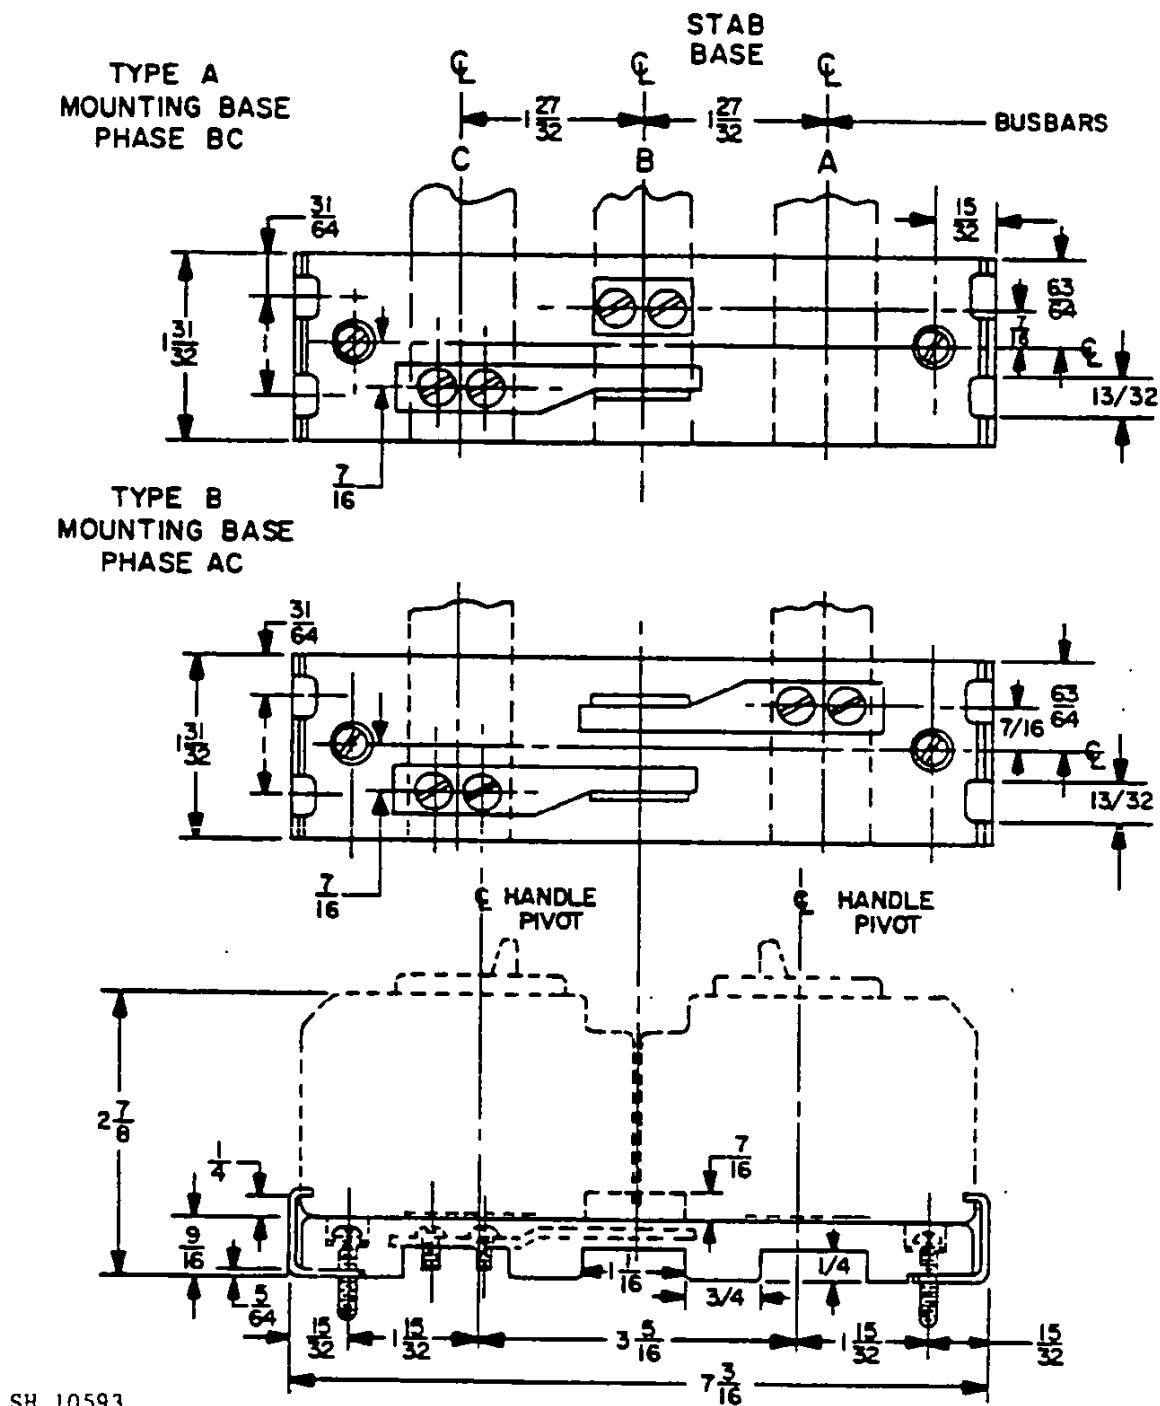 STAB
BASE
TYPE A
MOUNTING BASE
PHASE BC
℄ ℄ ℄
1 27/32 1 27/32 BUSBARS
C B A
31/64
15/32
63/64
7/16
1 31/32
℄
13/32
7/16
TYPE B
MOUNTING BASE
PHASE AC
31/64
63/64
7/16
1 31/32
℄
13/32
7/16
℄ HANDLE
PIVOT
℄ HANDLE
PIVOT
2 7/8
1/4
7/16
9/16
1 1/16
1/4
3/4
5/64
15/32 1 15/32 3 5/16 1 15/32 15/32
7 3/16
SH 10593